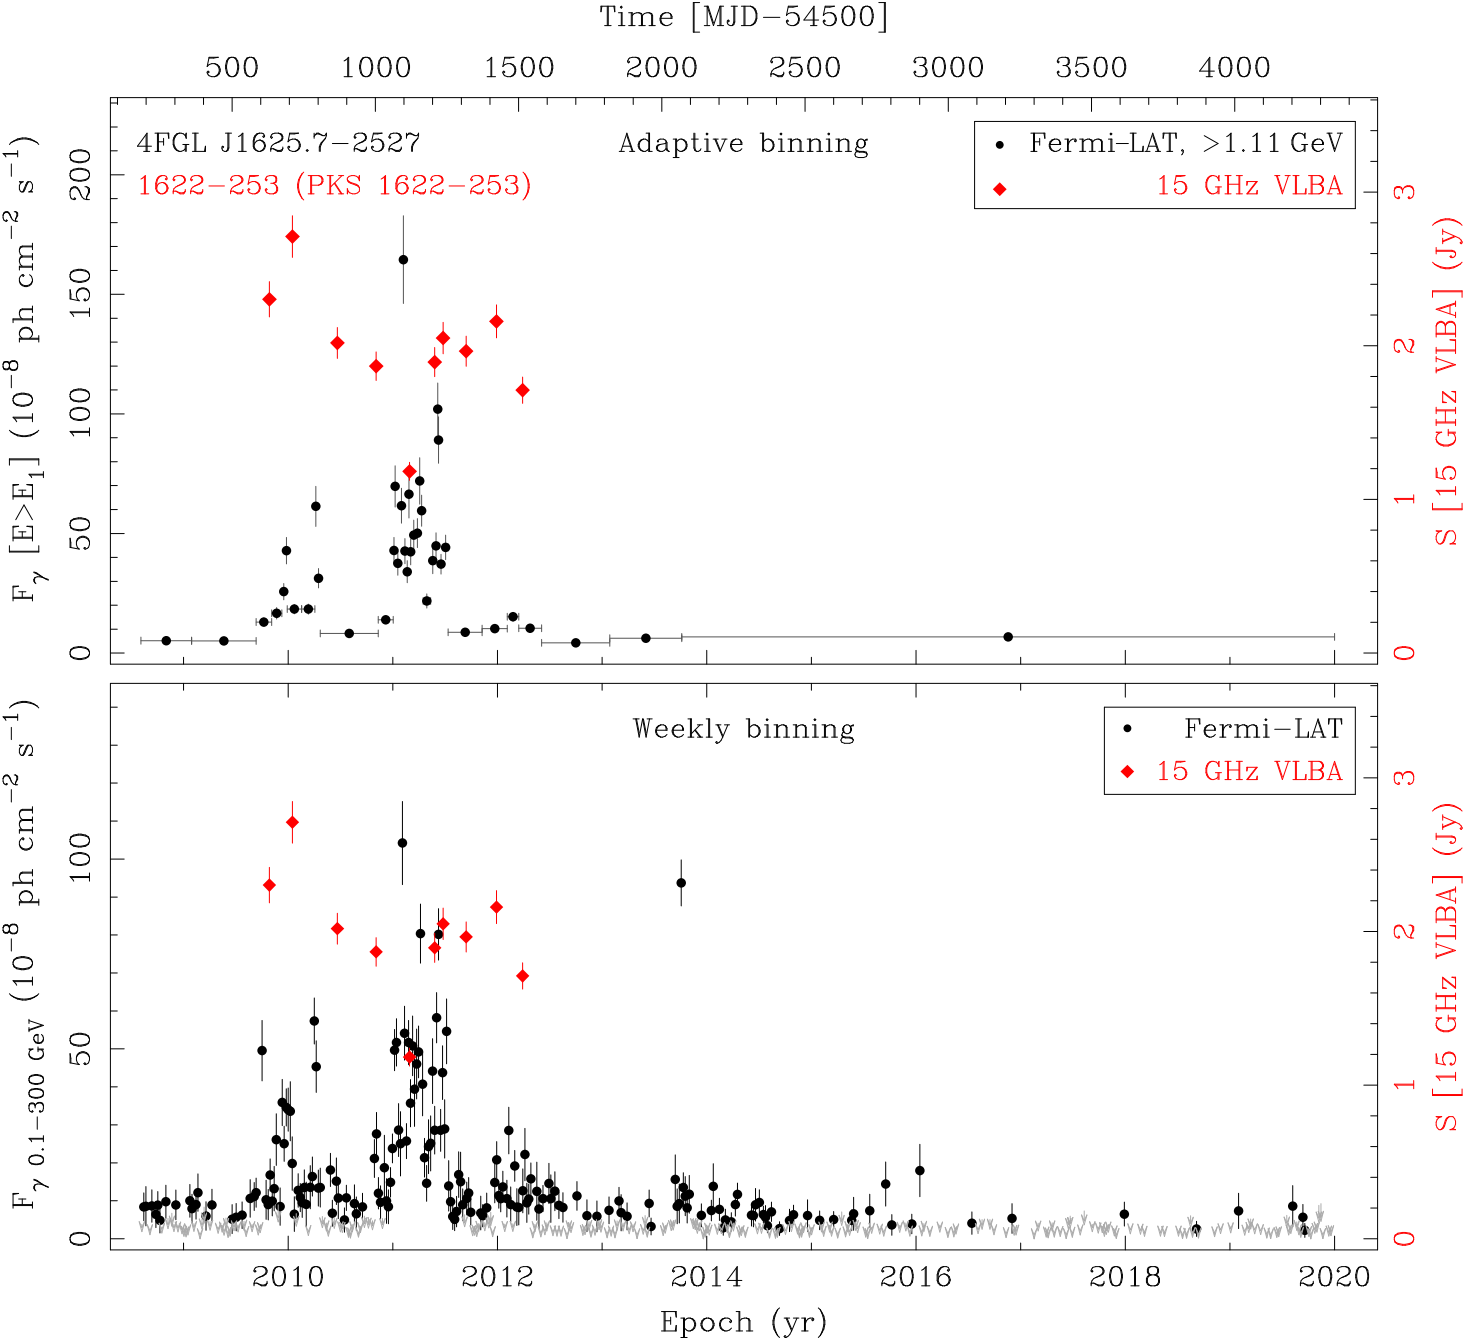 Time [MJD−54500]
500 1000 1500 2000 2500 3000 3500 4000
4FGL J1625.7−2527
1622−253 (PKS 1622−253)
Adaptive binning
Fermi−LAT, >1.11 GeV
15 GHz VLBA
F_γ [E>E_1] (10^−8 ph cm^−2 s^−1)
200
150
100
50
0
3
2
1
0
S [15 GHz VLBA] (Jy)
Weekly binning
Fermi−LAT
15 GHz VLBA
F_γ 0.1−300 GeV (10^−8 ph cm^−2 s^−1)
100
50
0
3
2
1
0
S [15 GHz VLBA] (Jy)
2010 2012 2014 2016 2018 2020
Epoch (yr)